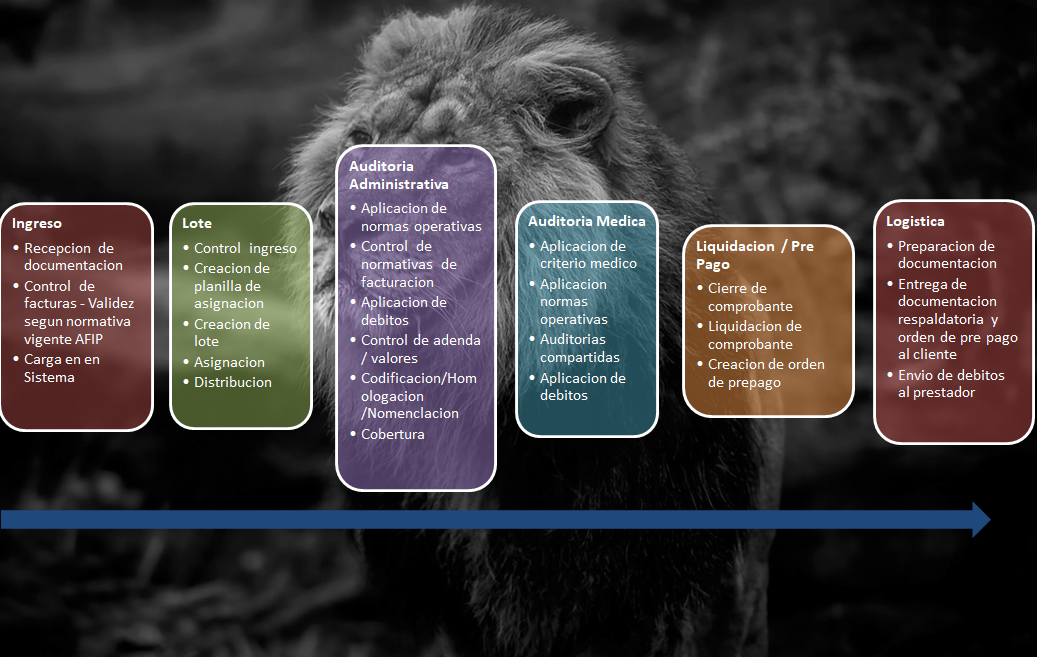 Ingreso
• Recepcion de
documentacion
• Control de
facturas - Validez
segun normativa
vigente AFIP
• Carga en en
Sistema
Lote
• Control ingreso
• Creacion de
planilla de
asignacion
• Creacion de
lote
• Asignacion
• Distribucion
Auditoria
Administrativa
• Aplicacion de
normas operativas
• Control de
normativas de
facturacion
• Aplicacion de
debitos
• Control de adenda
/ valores
• Codificacion/Hom
ologacion
/Nomenclacion
• Cobertura
Auditoria Medica
• Aplicacion de
criterio medico
• Aplicacion
normas
operativas
• Auditorias
compartidas
• Aplicacion de
debitos
Liquidacion / Pre
Pago
• Cierre de
comprobante
• Liquidacion de
comprobante
• Creacion de orden
de prepago
Logistica
• Preparacion de
documentacion
• Entrega de
documentacion
respaldatoria y
orden de pre pago
al cliente
• Envio de debitos
al prestador